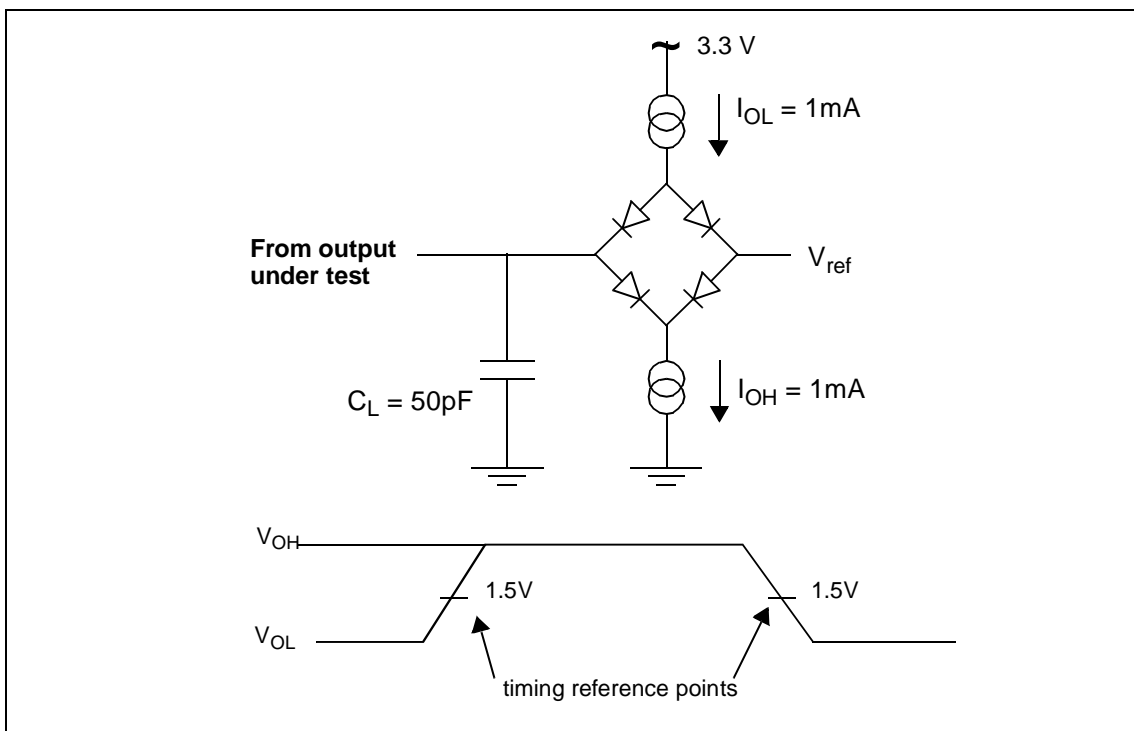 3.3 V
I_OL = 1mA
From output
under test
V_ref
C_L = 50pF
I_OH = 1mA
V_OH
1.5V
1.5V
V_OL
timing reference points